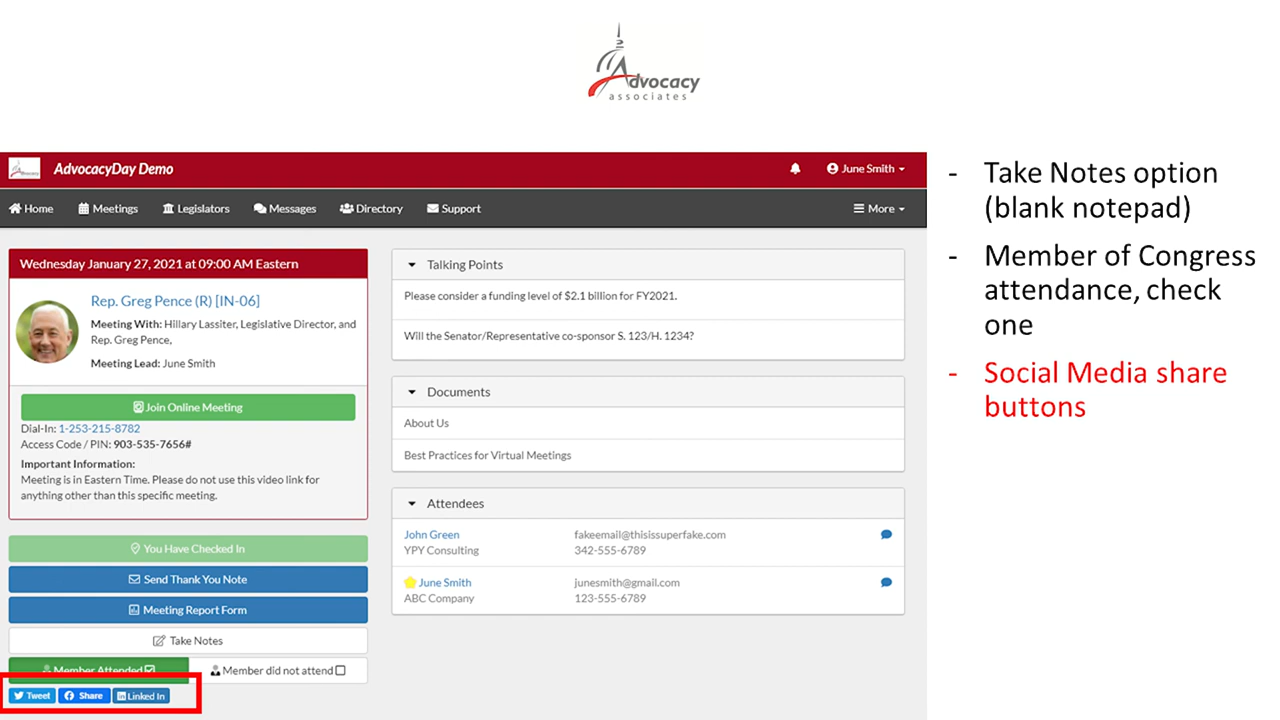 Advocacy
associates
AdvocacyDay Demo
June Smith
Home
Meetings
Legislators
Messages
Directory
Support
More
Wednesday January 27, 2021 at 09:00 AM Eastern
Rep. Greg Pence (R) [IN-06]
Meeting With: Hillary Lassiter, Legislative Director, and
Rep. Greg Pence,
Meeting Lead: June Smith
Join Online Meeting
Dial-In: 1-253-215-8782
Access Code / PIN: 903-535-7656#
Important Information:
Meeting is in Eastern Time. Please do not use this video link for
anything other than this specific meeting.
You Have Checked In
Send Thank You Note
Meeting Report Form
Take Notes
Member Attended
Member did not attend
Tweet
Share
Linked In
Talking Points
Please consider a funding level of $2.1 billion for FY2021.
Will the Senator/Representative co-sponsor S. 123/H. 1234?
Documents
About Us
Best Practices for Virtual Meetings
Attendees
John Green fakeemail@thisissuperfake.com
YPY Consulting 342-555-6789
June Smith junesmith@gmail.com
ABC Company 123-555-6789
- Take Notes option
(blank notepad)
- Member of Congress
attendance, check
one
- Social Media share
buttons